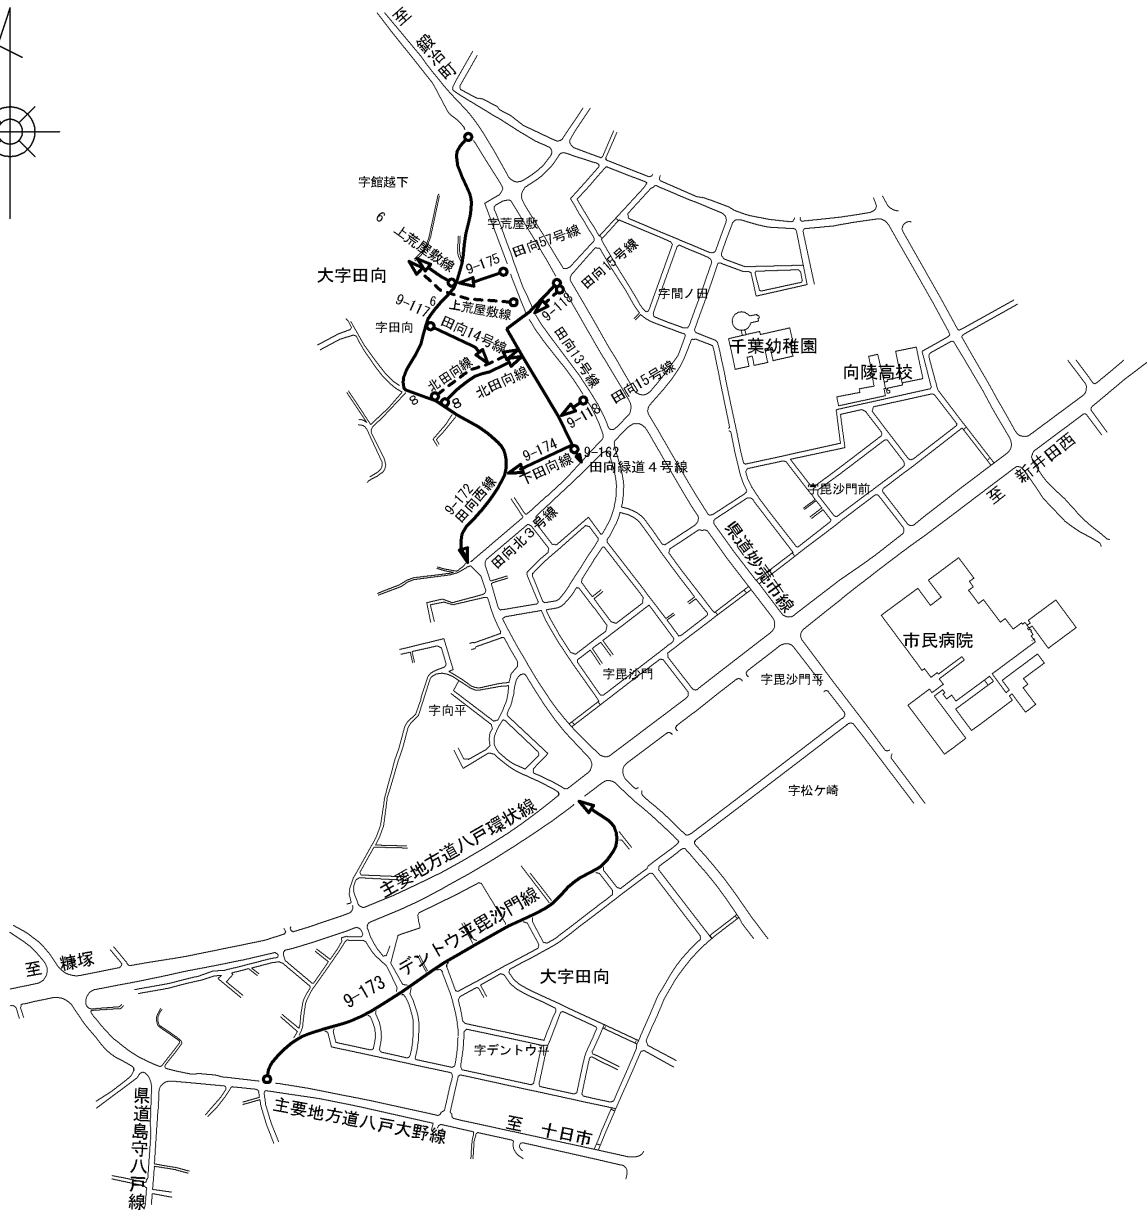 至
鍛冶町
字館越下
6
上荒屋敷線
字荒屋敷
田向57号線
9-175
田向15号線
大字田向
6
上荒屋敷線
9-117
9-118
字間ノ田
字田向
田向14号線
田向13号線
千葉幼稚園
向陵高校
北田向線
北田向線
田向15号線
8
8
9-118
9-174
下田向線
9-162
田向緑道4号線
9-172
田向西線
字毘沙門前
至 新井田西
田向北3号線
県道妙売市線
市民病院
字毘沙門
字毘沙門平
字向平
字松ケ崎
主要地方道八戸環状線
デントウ平毘沙門線
9-173
至 糠塚
大字田向
字デントウ平
県道島守八戸線
主要地方道八戸大野線
至 十日市